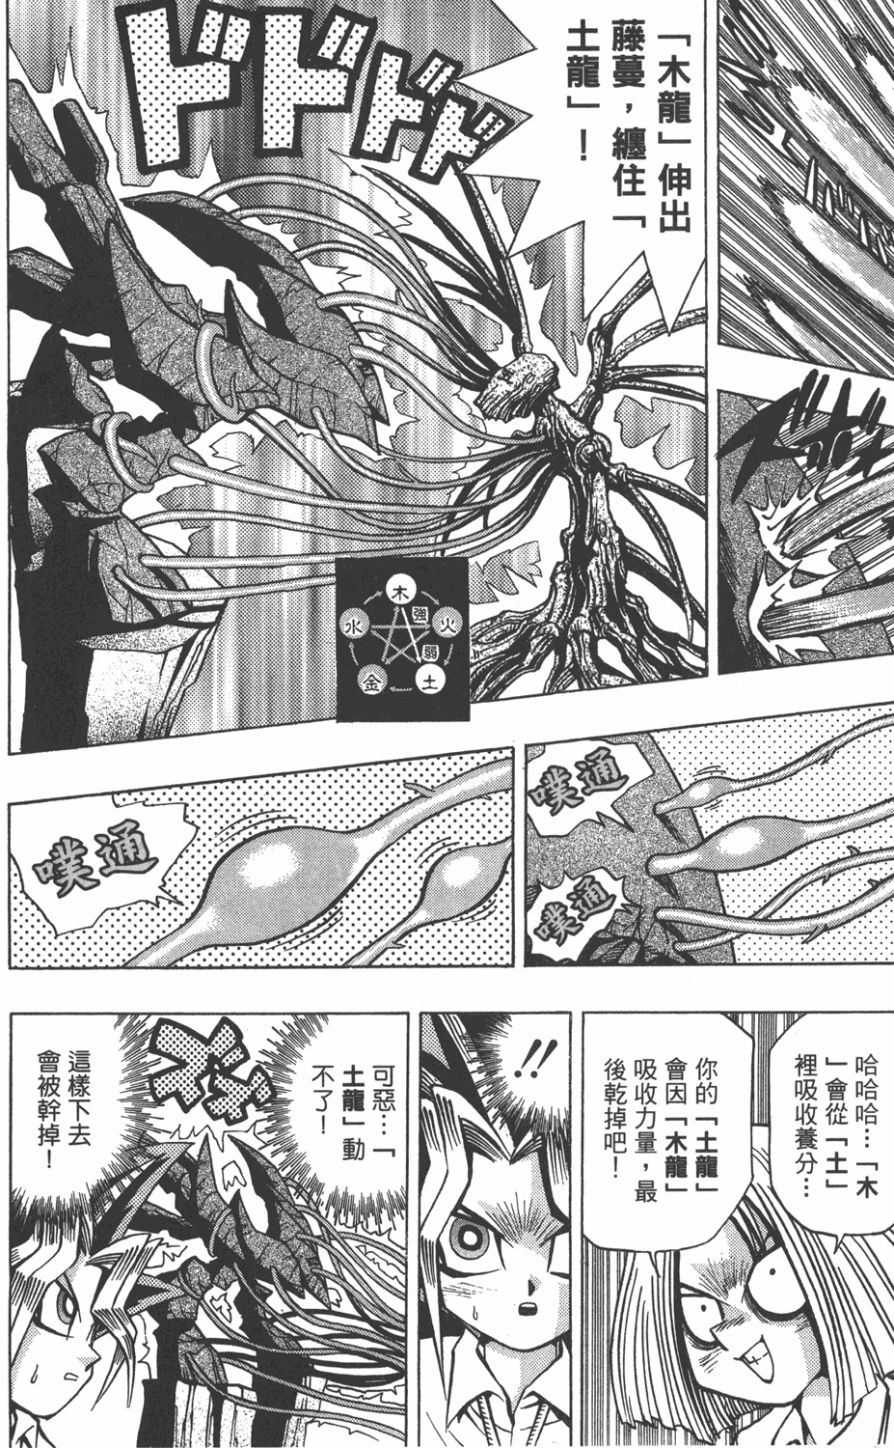 「木龍」伸出
藤蔓，纏住「
土龍」！
ドドドド
木
火
土
金
水
強
弱
噗通
噗通
噗通
哈哈哈…「木
」會從「土」
裡吸收養分…
你的「土龍」
會因「木龍」
吸收力量，最
後乾掉吧！
!!
可惡…「
土龍」動
不了！
這樣下去
會被幹掉！